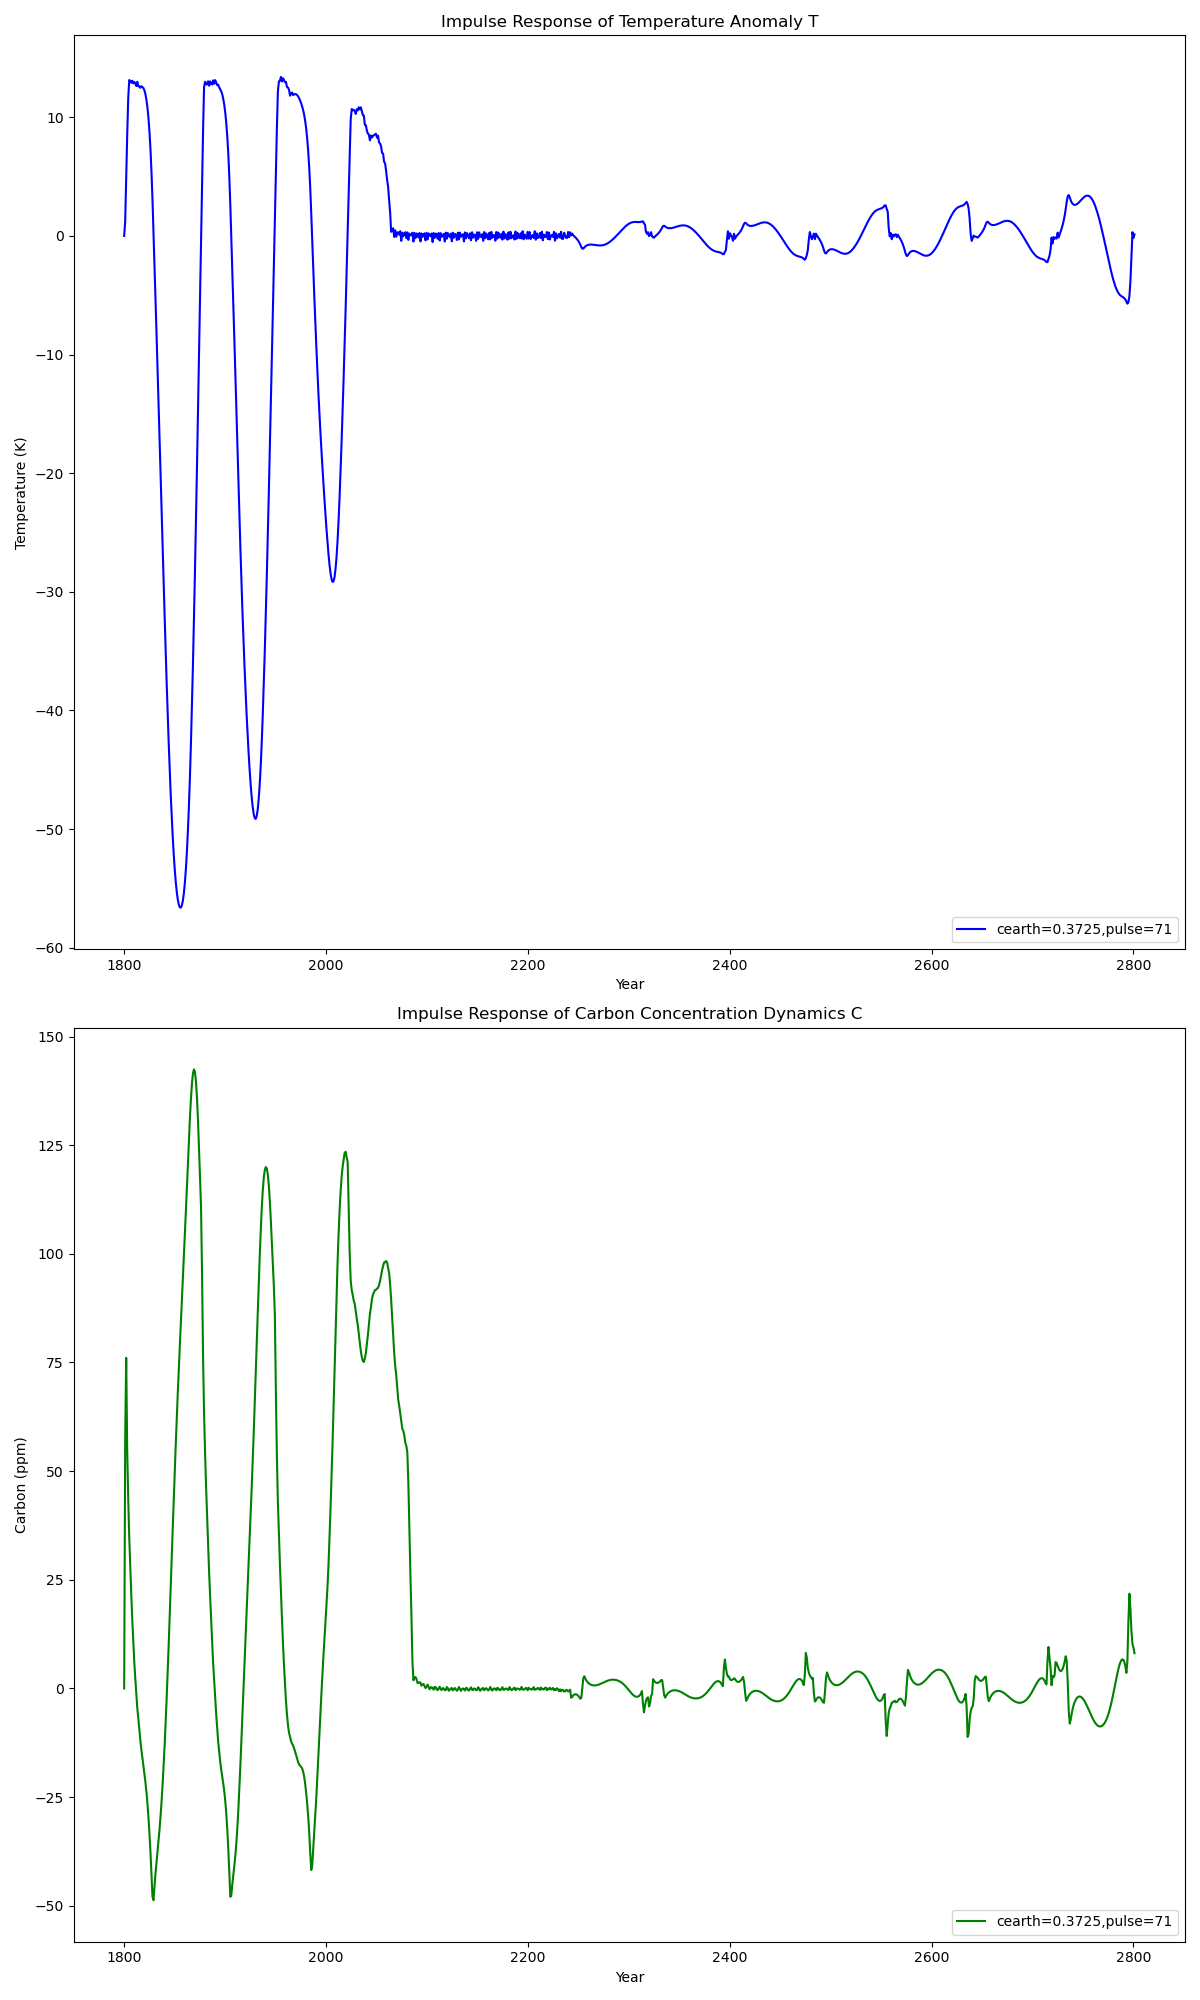 Impulse Response of Temperature Anomaly T
Temperature (K)
10
0
−10
−20
−30
−40
−50
−60
cearth=0.3725,pulse=71
1800 2000 2200 2400 2600 2800
Year
Impulse Response of Carbon Concentration Dynamics C
Carbon (ppm)
150
125
100
75
50
25
0
−25
−50
cearth=0.3725,pulse=71
1800 2000 2200 2400 2600 2800
Year